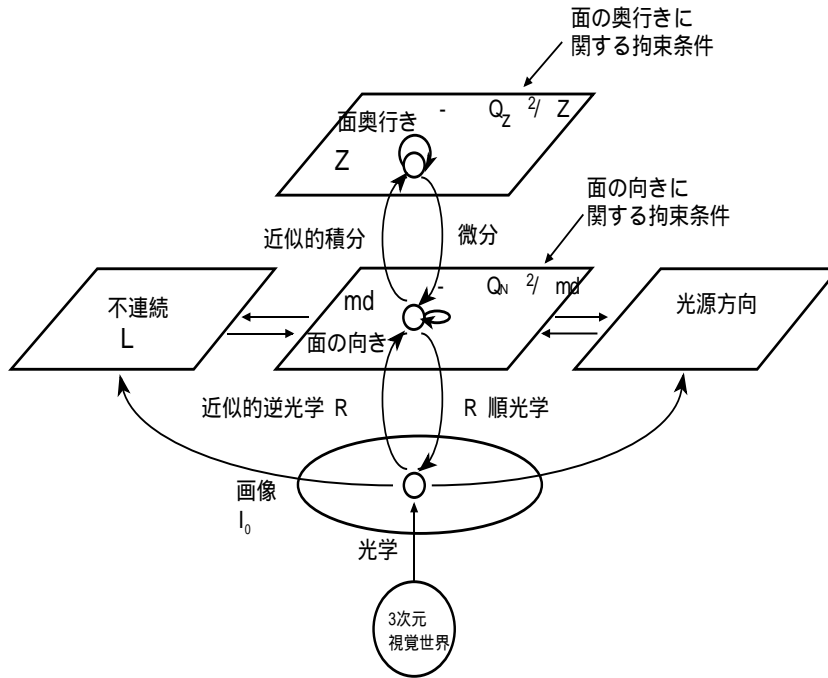 面の奥行きに
関する拘束条件
- Q_Z ²/ Z
面奥行き
Z
面の向きに
関する拘束条件
近似的積分
微分
- Q_N ²/ md
md
不連続
L
光源方向
面の向き
近似的逆光学 R
R 順光学
画像
I₀
光学
3次元
視覚世界